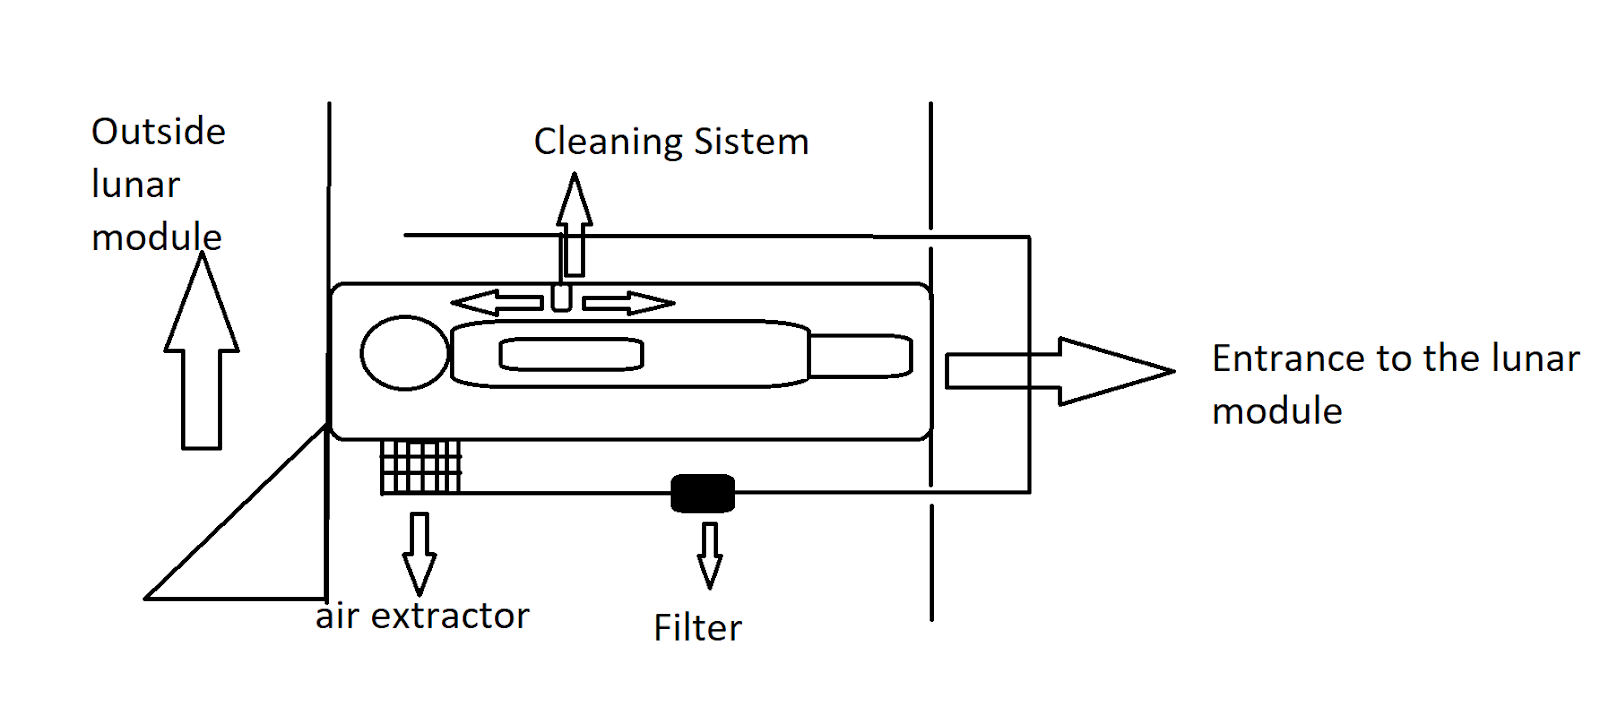 Outside
lunar
module
Cleaning Sistem
Entrance to the lunar
module
air extractor
Filter